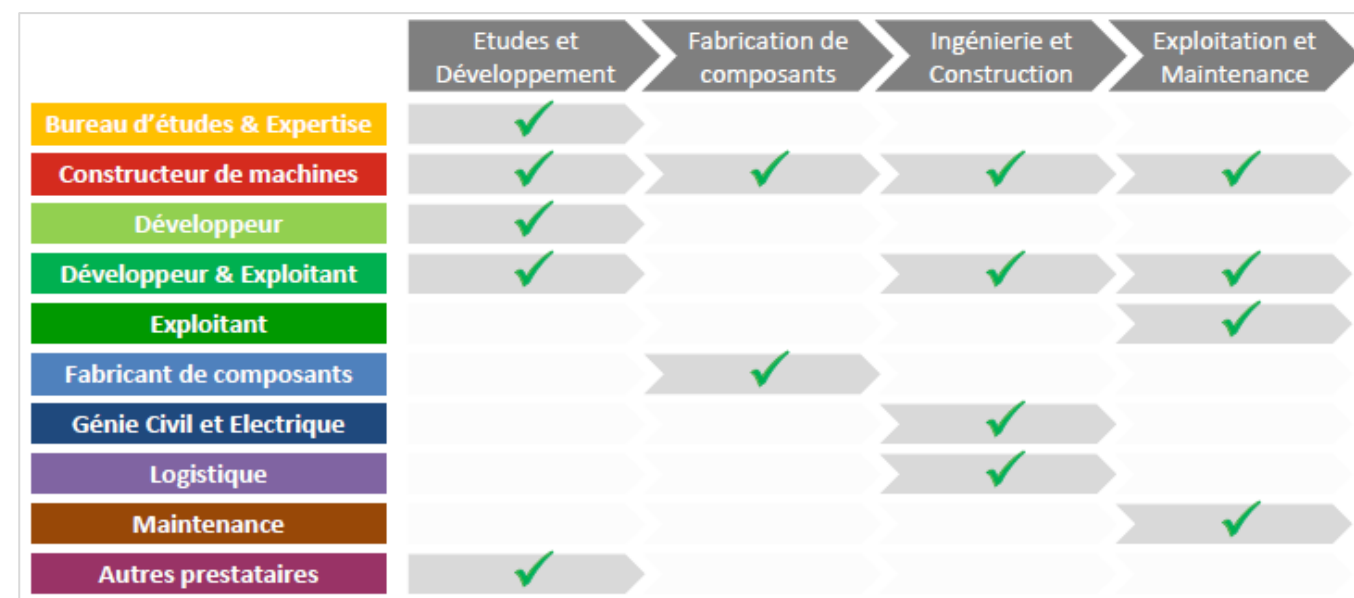 Etudes et
Développement
Fabrication de
composants
Ingénierie et
Construction
Exploitation et
Maintenance
Bureau d’études & Expertise
Constructeur de machines
Développeur
Développeur & Exploitant
Exploitant
Fabricant de composants
Génie Civil et Electrique
Logistique
Maintenance
Autres prestataires